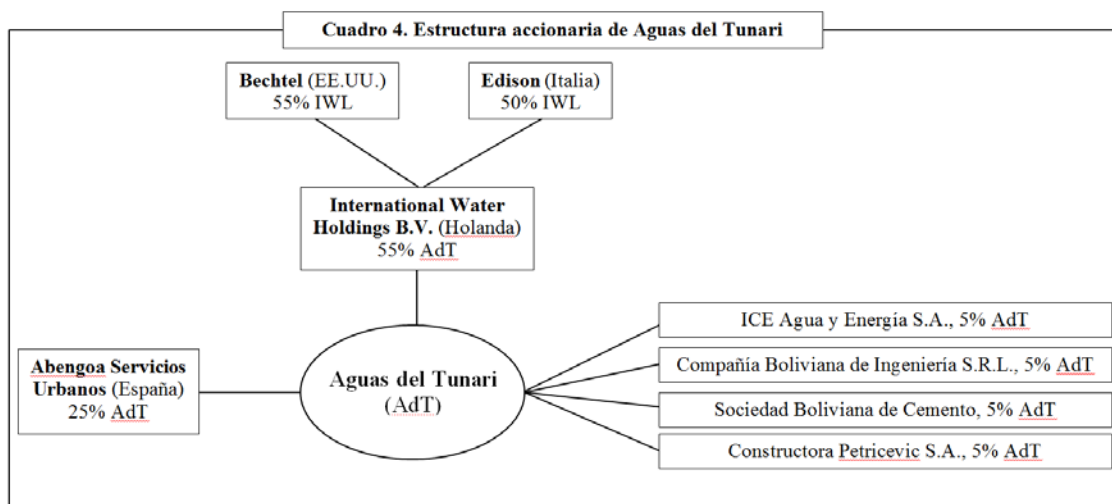 Cuadro 4. Estructura accionaria de Aguas del Tunari
Bechtel (EE.UU.)
55% IWL
Edison (Italia)
50% IWL
International Water
Holdings B.V. (Holanda)
55% AdT
Abengoa Servicios
Urbanos (España)
25% AdT
Aguas del Tunari
(AdT)
ICE Agua y Energía S.A., 5% AdT
Compañía Boliviana de Ingeniería S.R.L., 5% AdT
Sociedad Boliviana de Cemento, 5% AdT
Constructora Petricevic S.A., 5% AdT